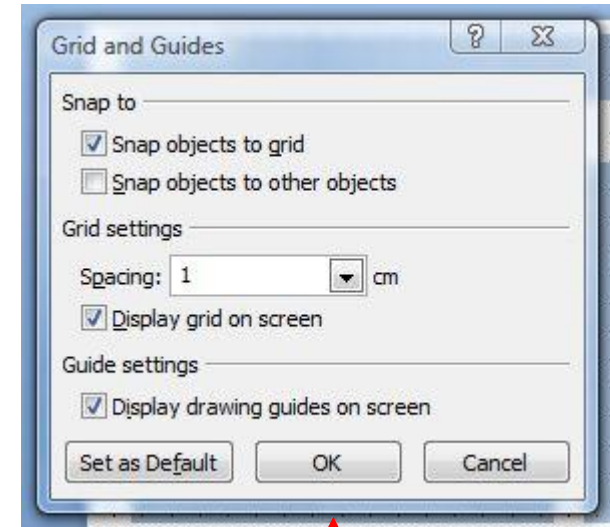 Grid and Guides
Snap to
Snap objects to grid
Snap objects to other objects
Grid settings
Spacing: 1 cm
Display grid on screen
Guide settings
Display drawing guides on screen
Set as Default OK Cancel